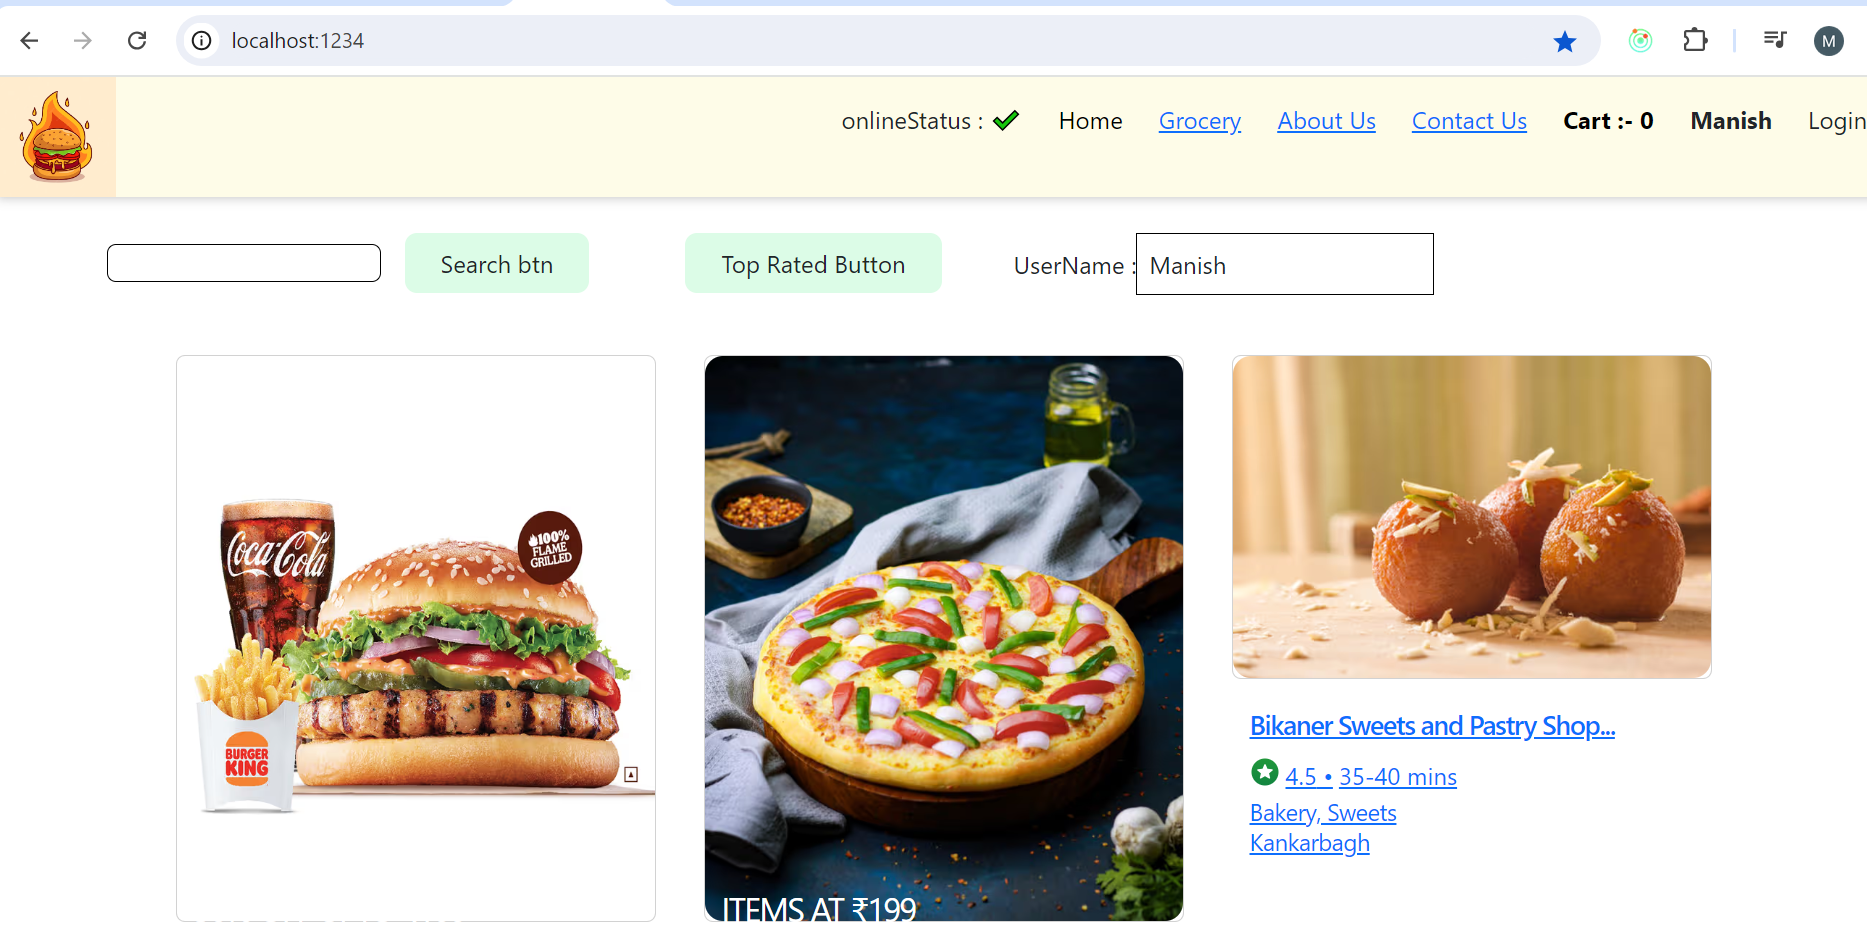 localhost:1234
M
onlineStatus : ✔ Home Grocery About Us Contact Us Cart :- 0 Manish Login
Search btn Top Rated Button UserName : Manish
Coca-Cola
100%
FLAME
GRILLED
BURGER
KING
ITEMS AT ₹199
Bikaner Sweets and Pastry Shop...
4.5 • 35-40 mins
Bakery, Sweets
Kankarbagh